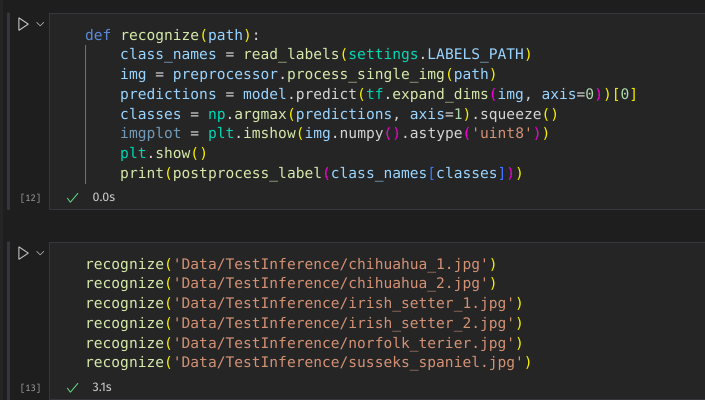 def recognize(path):
class_names = read_labels(settings.LABELS_PATH)
img = preprocessor.process_single_img(path)
predictions = model.predict(tf.expand_dims(img, axis=0))[0]
classes = np.argmax(predictions, axis=1).squeeze()
imgplot = plt.imshow(img.numpy().astype('uint8'))
plt.show()
print(postprocess_label(class_names[classes]))
[12] 0.0s
recognize('Data/TestInference/chihuahua_1.jpg')
recognize('Data/TestInference/chihuahua_2.jpg')
recognize('Data/TestInference/irish_setter_1.jpg')
recognize('Data/TestInference/irish_setter_2.jpg')
recognize('Data/TestInference/norfolk_terier.jpg')
recognize('Data/TestInference/susseks_spaniel.jpg')
[13] 3.1s